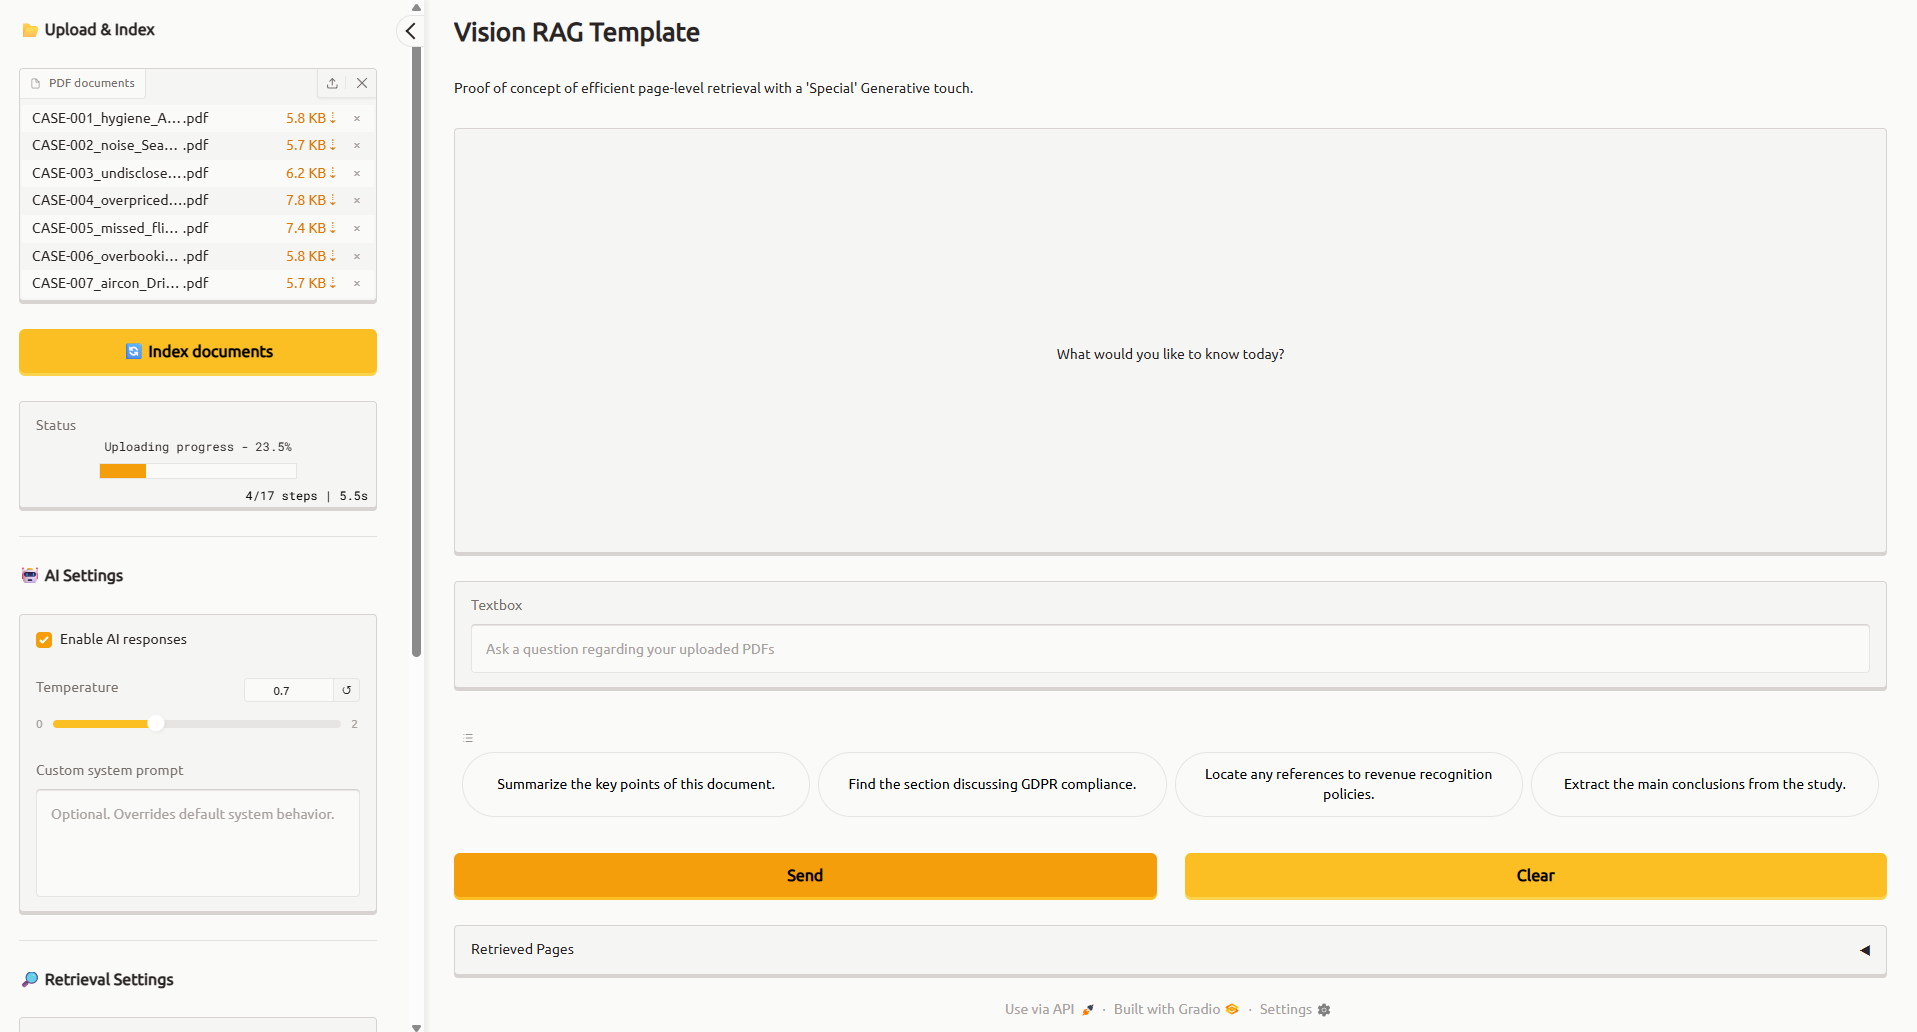 Upload & Index
PDF documents
CASE-001_hygiene_A... .pdf 5.8 KB ⇣ ×
CASE-002_noise_Sea... .pdf 5.7 KB ⇣ ×
CASE-003_undisclose... .pdf 6.2 KB ⇣ ×
CASE-004_overpriced... .pdf 7.8 KB ⇣ ×
CASE-005_missed_fli... .pdf 7.4 KB ⇣ ×
CASE-006_overbooki... .pdf 5.8 KB ⇣ ×
CASE-007_aircon_Dri... .pdf 5.7 KB ⇣ ×
Index documents
Status
Uploading progress - 23.5%
4/17 steps | 5.5s
AI Settings
Enable AI responses
Temperature
0.7
0
2
Custom system prompt
Optional. Overrides default system behavior.
Retrieval Settings
Vision RAG Template
Proof of concept of efficient page-level retrieval with a 'Special' Generative touch.
What would you like to know today?
Textbox
Ask a question regarding your uploaded PDFs
Summarize the key points of this document.
Find the section discussing GDPR compliance.
Locate any references to revenue recognition
policies.
Extract the main conclusions from the study.
Send
Clear
Retrieved Pages
Use via API · Built with Gradio · Settings